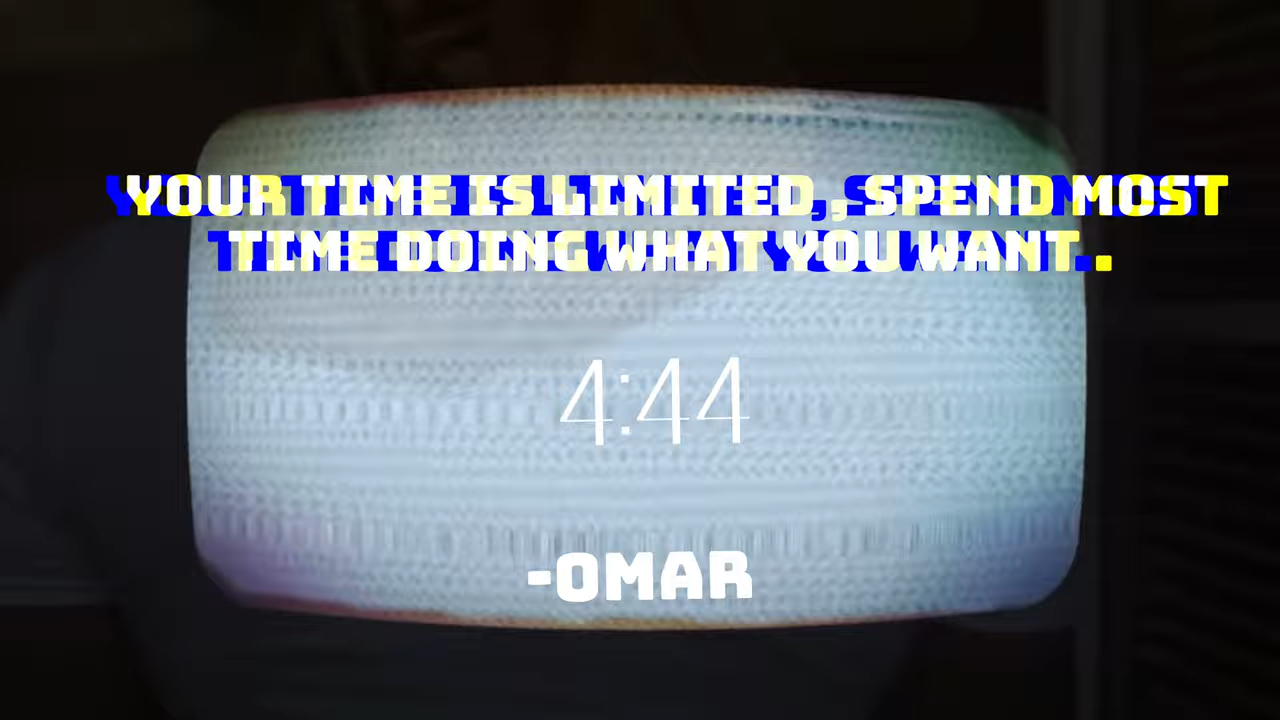 YOUR TIME IS LIMITED, SPEND MOST
TIME DOING WHAT YOU WANT.
4:44
-OMAR